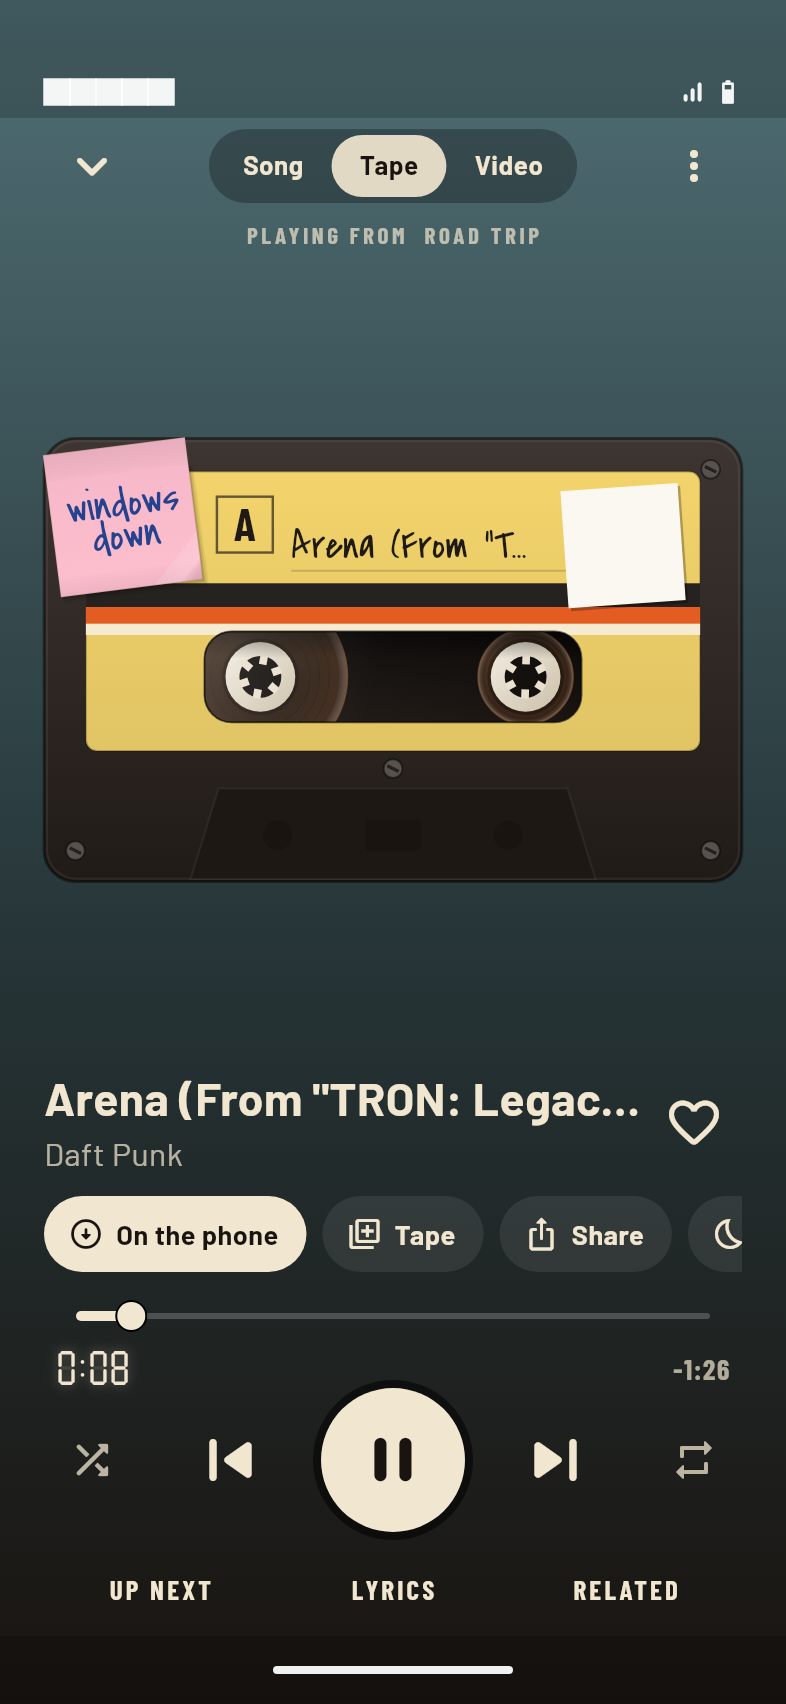 Song Tape Video
PLAYING FROM ROAD TRIP
windows
down
A
Arena (From "T...
Arena (From "TRON: Legac...
Daft Punk
On the phone Tape Share
0:08 -1:26
UP NEXT LYRICS RELATED